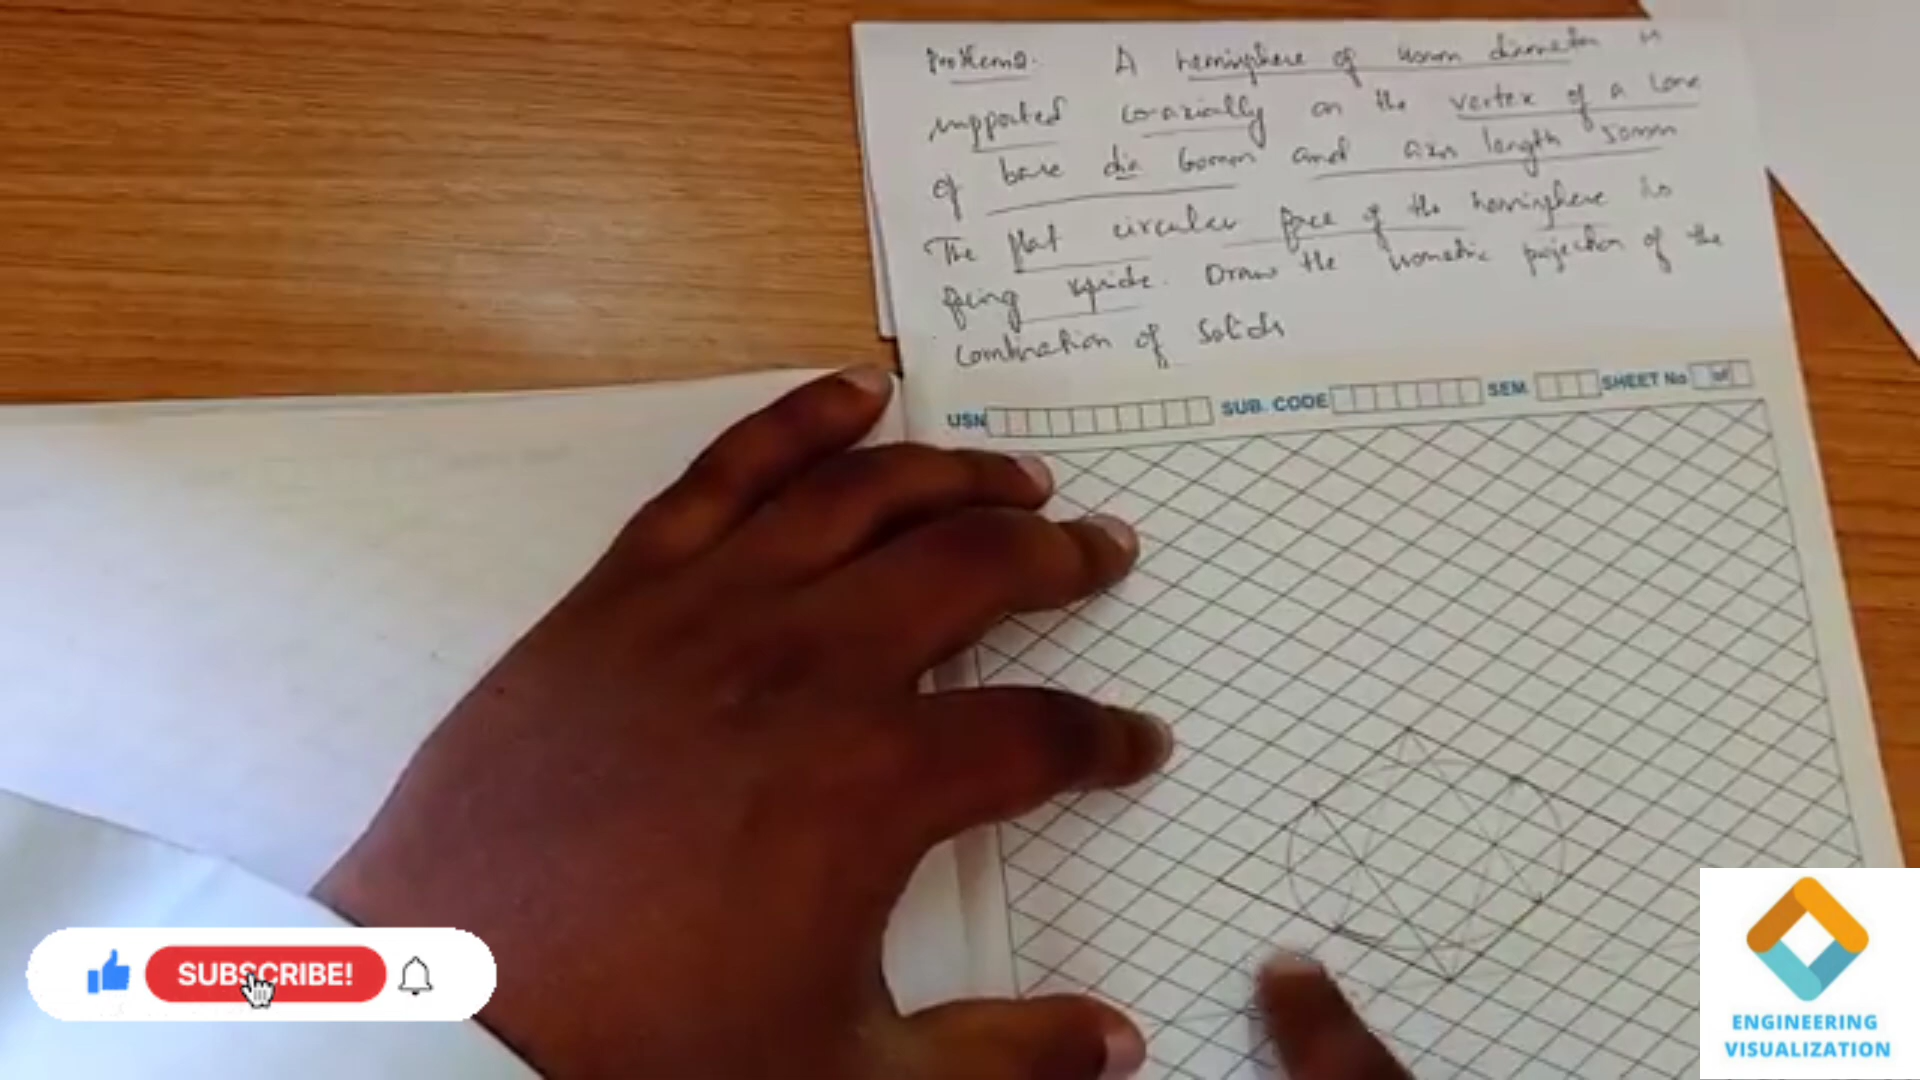 Problem 2. A hemisphere of 40mm diameter is
supported co-axially on the vertex of a cone
of base dia 60mm and axis length 50mm
The flat circular face of the hemisphere is
facing upside. Draw the isometric projection of the
combination of solids
USN SUB. CODE SEM SHEET No of
SUBSCRIBE!
ENGINEERING
VISUALIZATION